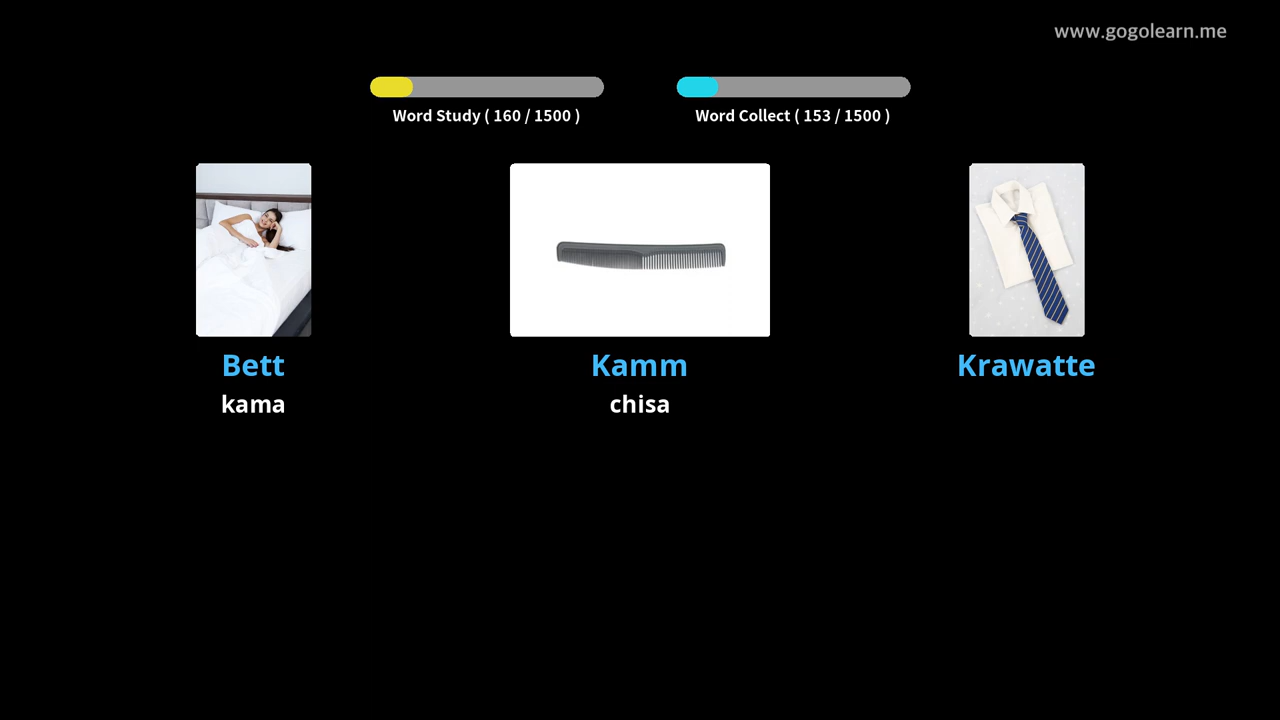 www.gogolearn.me
Word Study ( 160 / 1500 )
Word Collect ( 153 / 1500 )
Bett
kama
Kamm
chisa
Krawatte